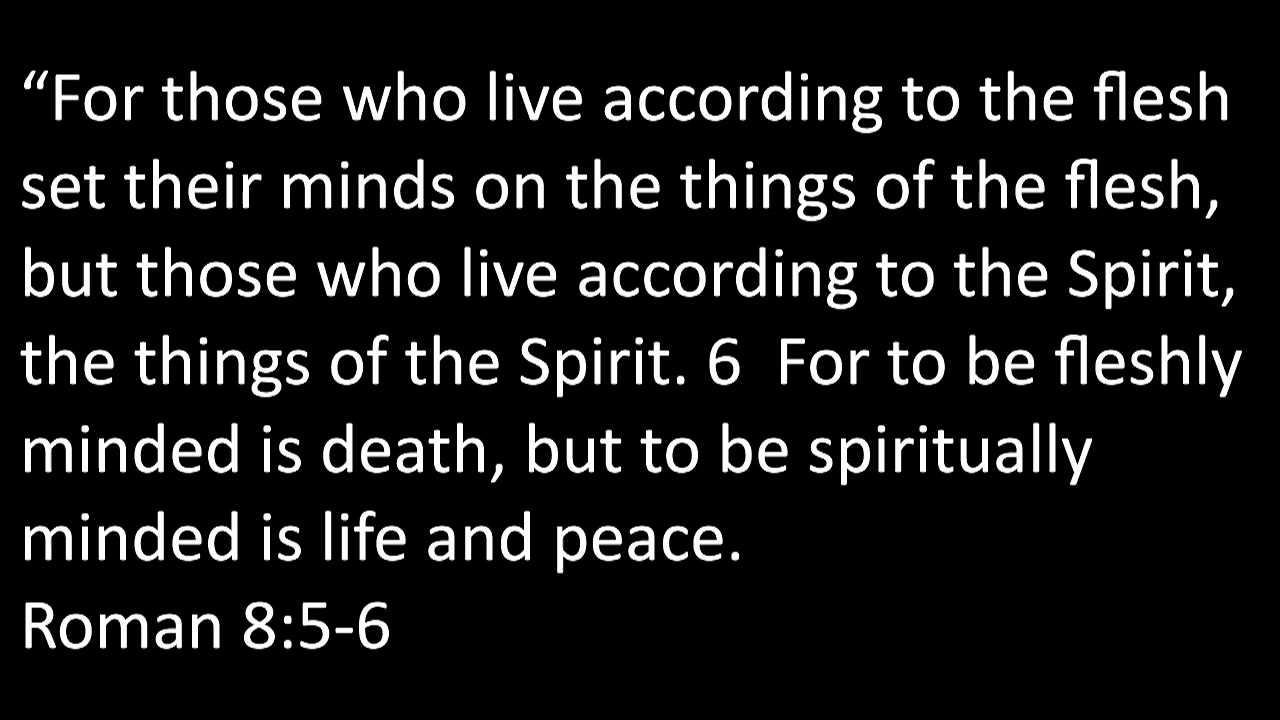 “For those who live according to the flesh
set their minds on the things of the flesh,
but those who live according to the Spirit,
the things of the Spirit. 6  For to be fleshly
minded is death, but to be spiritually
minded is life and peace.
Roman 8:5-6